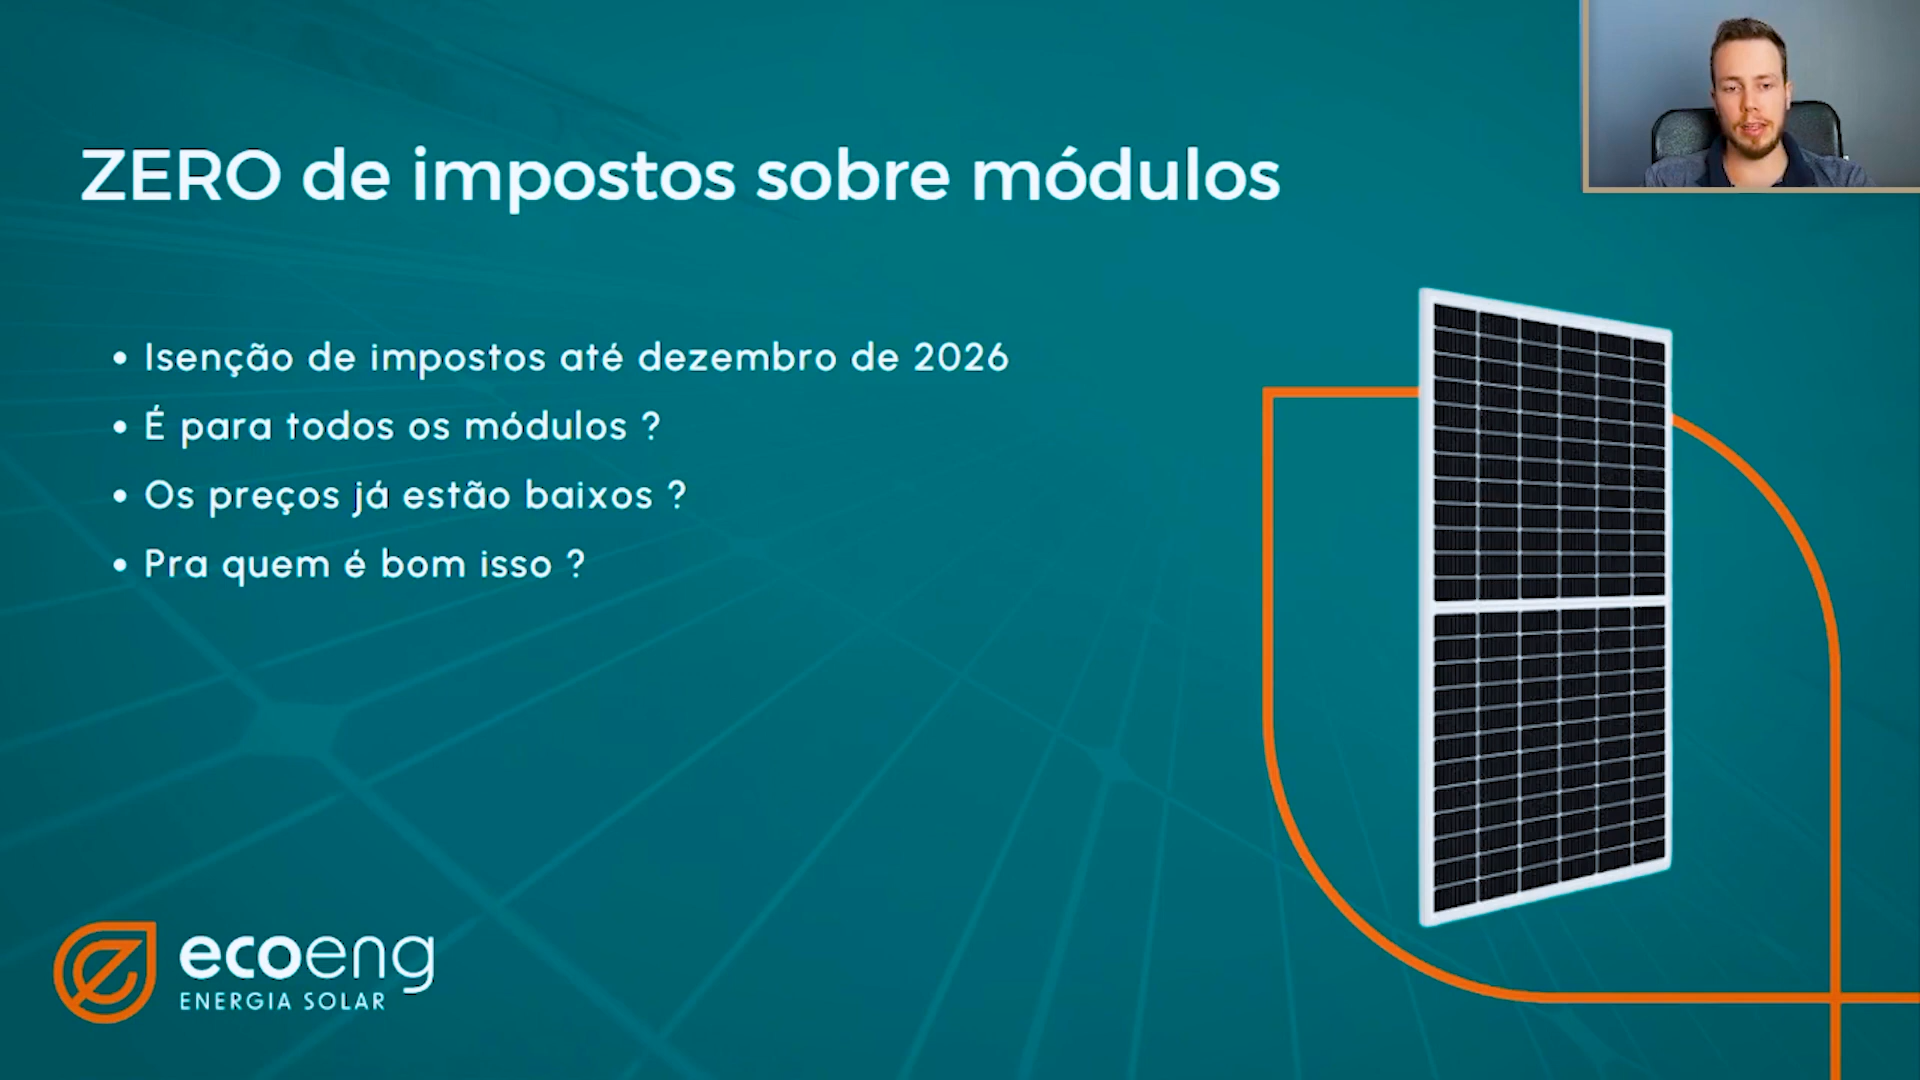 ZERO de impostos sobre módulos
• Isenção de impostos até dezembro de 2026
• É para todos os módulos ?
• Os preços já estão baixos ?
• Pra quem é bom isso ?
ecoeng
ENERGIA SOLAR